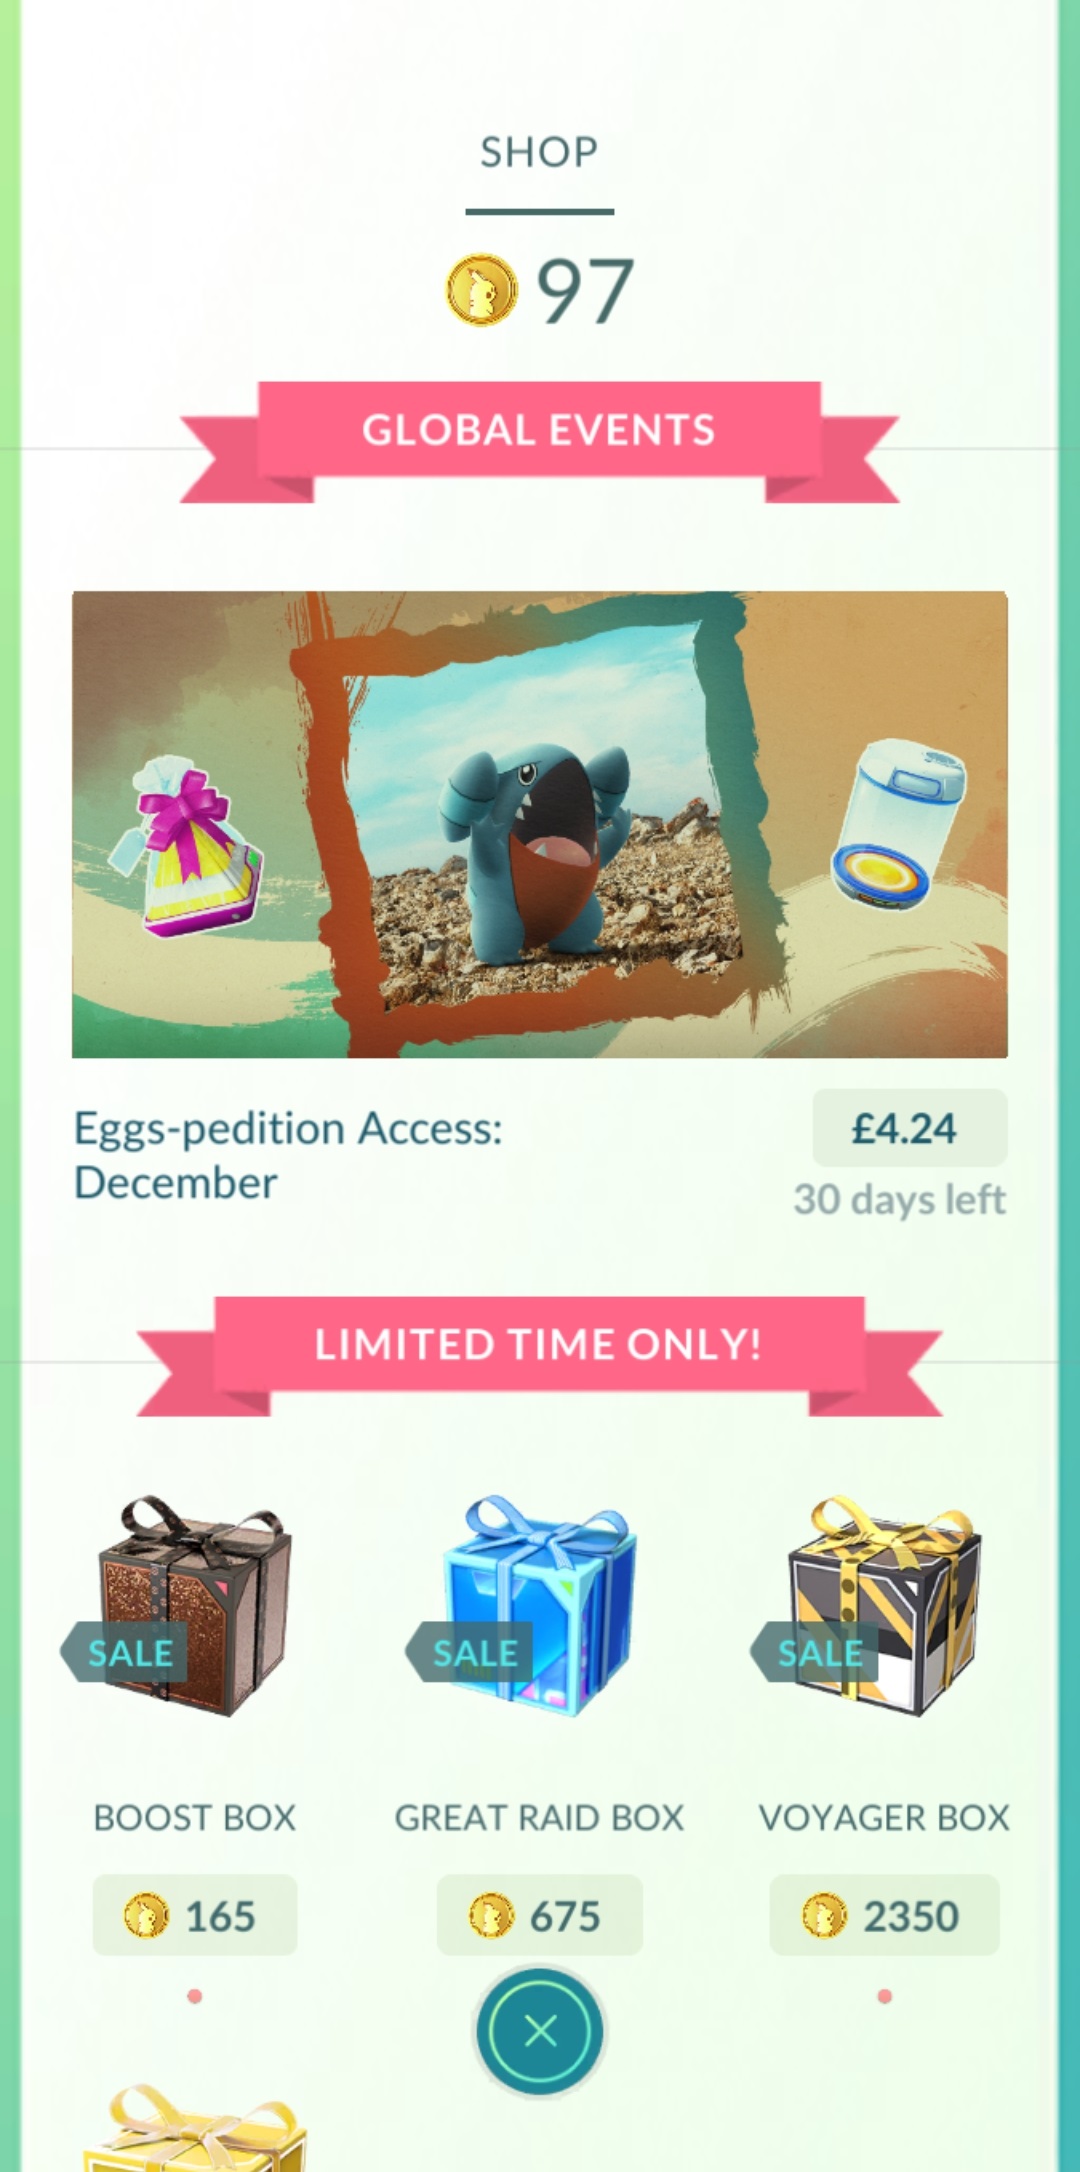 SHOP
97
GLOBAL EVENTS
Eggs-pedition Access:
December
£4.24
30 days left
LIMITED TIME ONLY!
SALE
SALE
SALE
BOOST BOX
GREAT RAID BOX
VOYAGER BOX
165
675
2350